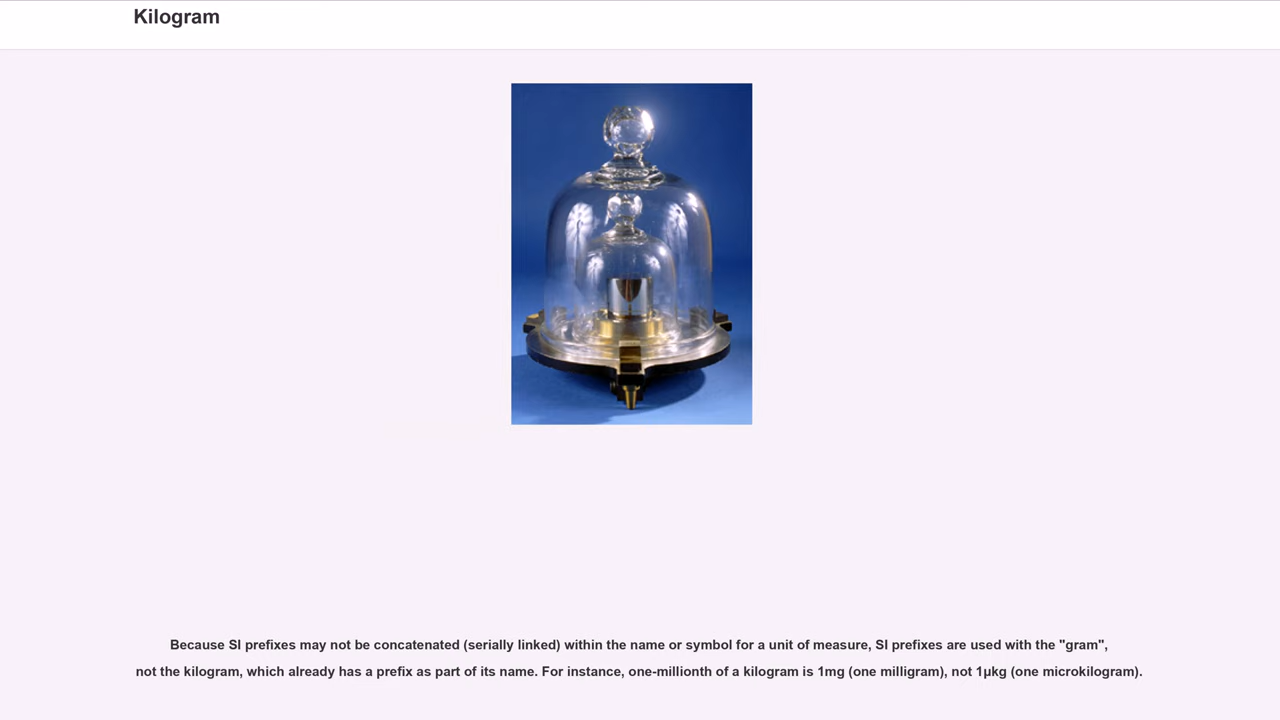 Kilogram
Because SI prefixes may not be concatenated (serially linked) within the name or symbol for a unit of measure, SI prefixes are used with the "gram",
not the kilogram, which already has a prefix as part of its name. For instance, one-millionth of a kilogram is 1mg (one milligram), not 1μkg (one microkilogram).